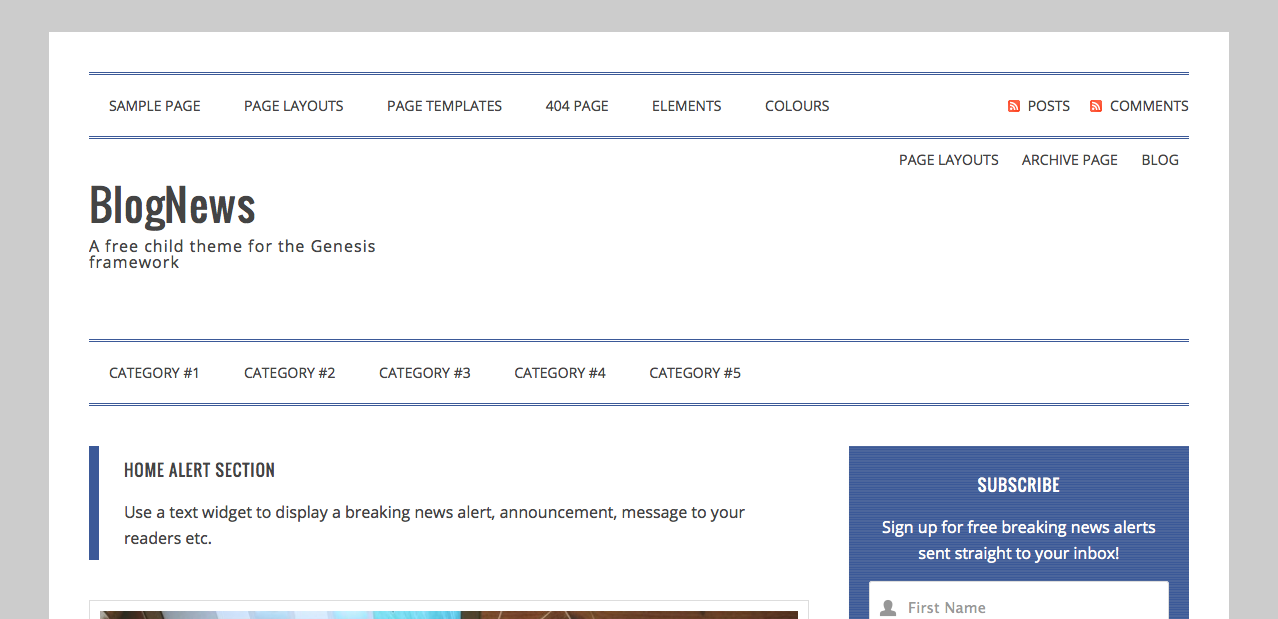 SAMPLE PAGE PAGE LAYOUTS PAGE TEMPLATES 404 PAGE ELEMENTS COLOURS POSTS COMMENTS
PAGE LAYOUTS ARCHIVE PAGE BLOG
BlogNews
A free child theme for the Genesis
framework
CATEGORY #1 CATEGORY #2 CATEGORY #3 CATEGORY #4 CATEGORY #5
HOME ALERT SECTION
Use a text widget to display a breaking news alert, announcement, message to your
readers etc.
SUBSCRIBE
Sign up for free breaking news alerts
sent straight to your inbox!
First Name